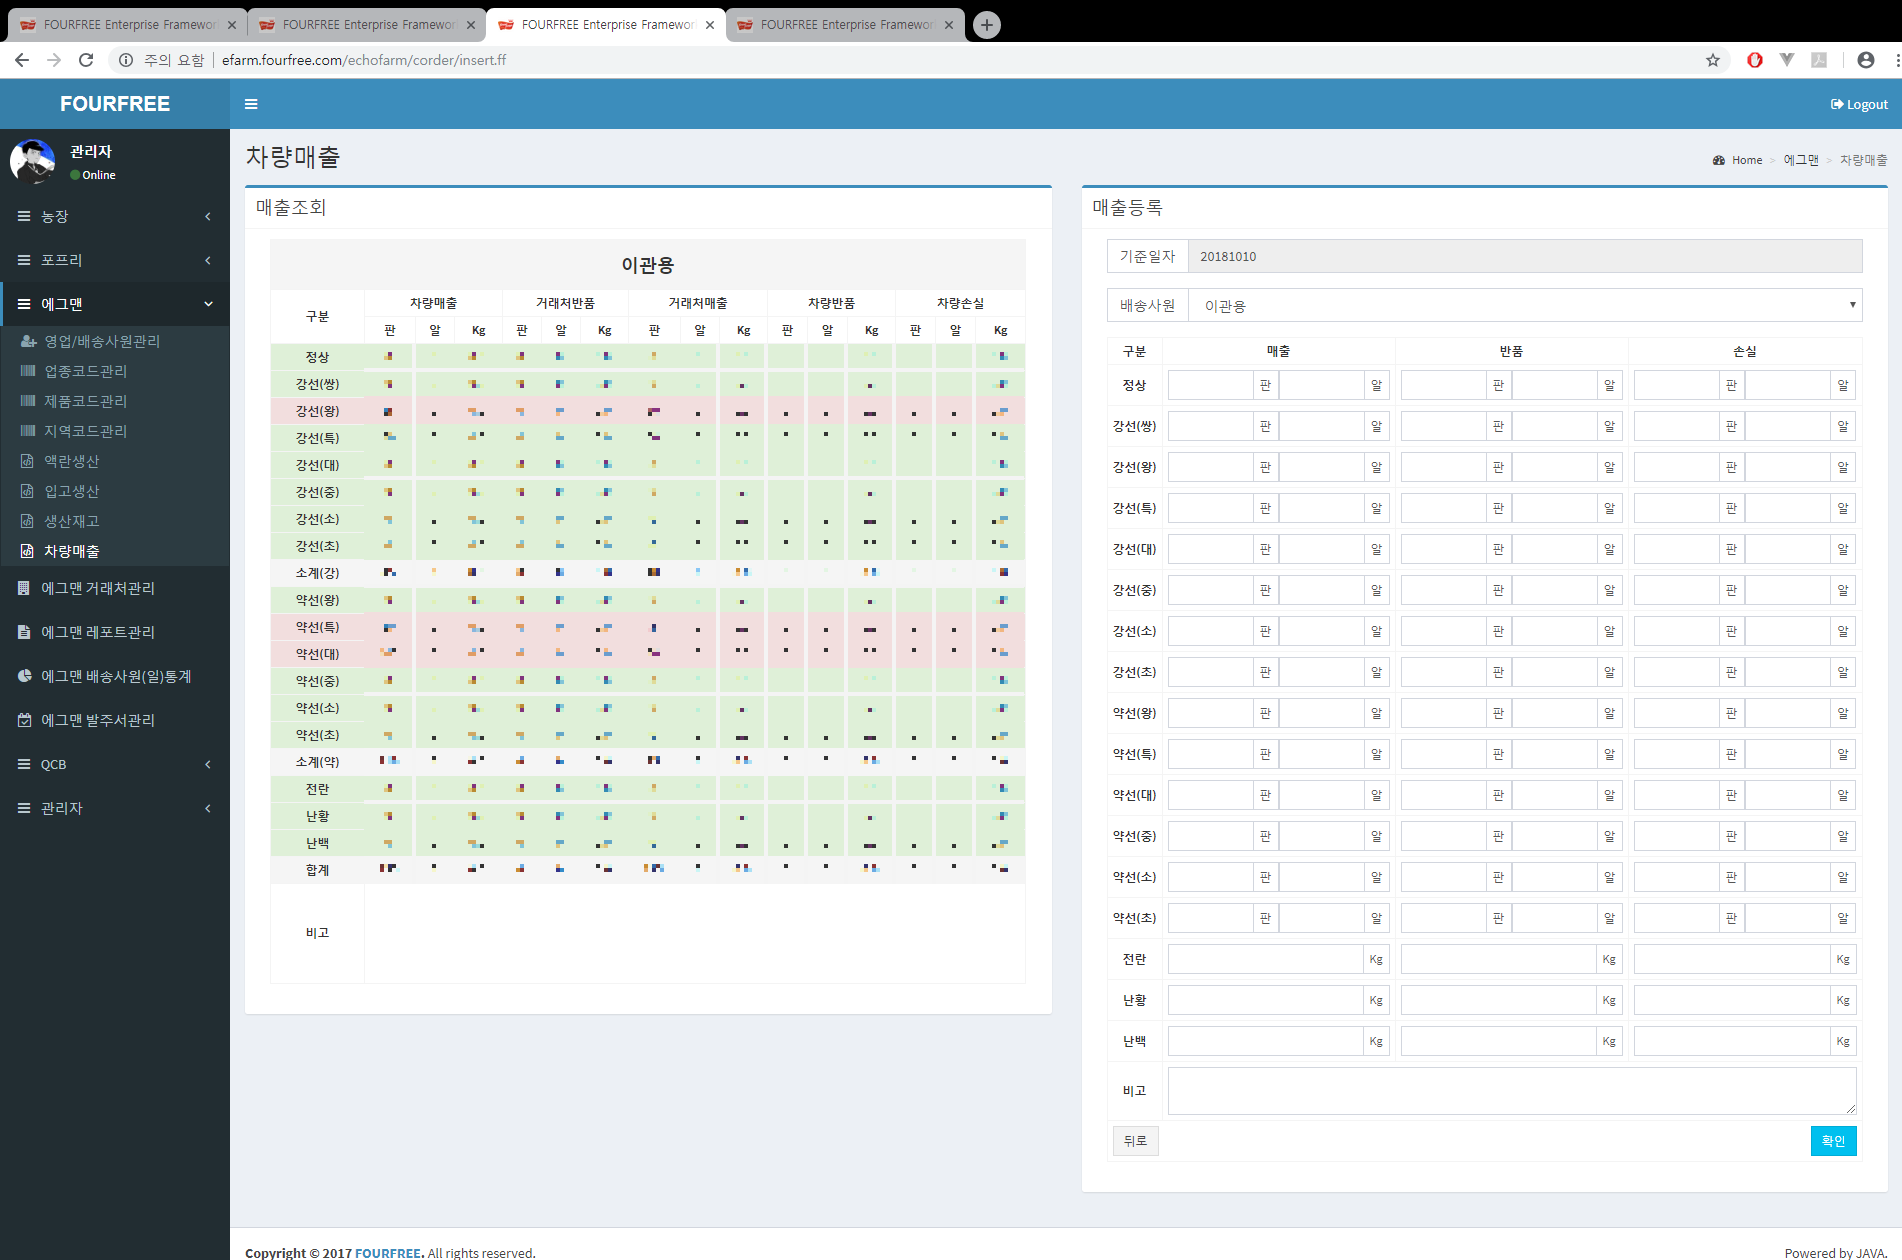 FOURFREE Enterprise Framewor
FOURFREE Enterprise Framewor
FOURFREE Enterprise Framewor
FOURFREE Enterprise Framewor
주의 요함 | efarm.fourfree.com/echofarm/corder/insert.ff
FOURFREE
Logout
관리자
Online
농장
포프리
에그맨
영업/배송사원관리
업종코드관리
제품코드관리
지역코드관리
액란생산
입고생산
생산재고
차량매출
에그맨 거래처관리
에그맨 레포트관리
에그맨 배송사원(일)통계
에그맨 발주서관리
QCB
관리자
차량매출
Home > 에그맨 > 차량매출
매출조회
이관용
구분 차량매출 거래처반품 거래처매출 차량반품 차량손실
판 알 Kg 판 알 Kg 판 알 Kg 판 알 Kg 판 알 Kg
정상
강선(쌍)
강선(왕)
강선(특)
강선(대)
강선(중)
강선(소)
강선(초)
소계(강)
약선(왕)
약선(특)
약선(대)
약선(중)
약선(소)
약선(초)
소계(약)
전란
난황
난백
합계
비고
매출등록
기준일자 20181010
배송사원 이관용
구분 매출 반품 손실
정상 판 알 판 알 판 알
강선(쌍) 판 알 판 알 판 알
강선(왕) 판 알 판 알 판 알
강선(특) 판 알 판 알 판 알
강선(대) 판 알 판 알 판 알
강선(중) 판 알 판 알 판 알
강선(소) 판 알 판 알 판 알
강선(초) 판 알 판 알 판 알
약선(왕) 판 알 판 알 판 알
약선(특) 판 알 판 알 판 알
약선(대) 판 알 판 알 판 알
약선(중) 판 알 판 알 판 알
약선(소) 판 알 판 알 판 알
약선(초) 판 알 판 알 판 알
전란 Kg Kg Kg
난황 Kg Kg Kg
난백 Kg Kg Kg
비고
뒤로 확인
Copyright © 2017 FOURFREE. All rights reserved.
Powered by JAVA.